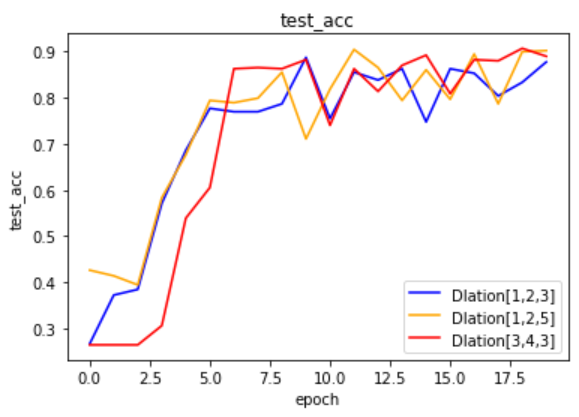 test_acc
0.9
0.8
0.7
0.6
0.5
0.4
0.3
test_acc
Dlation[1,2,3]
Dlation[1,2,5]
Dlation[3,4,3]
0.0 2.5 5.0 7.5 10.0 12.5 15.0 17.5
epoch